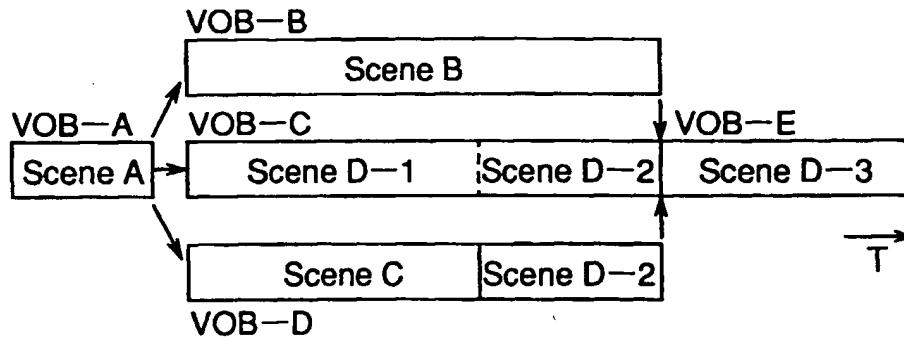 VOB—B
Scene B
VOB—A
VOB—C
VOB—E
Scene A
Scene D—1
Scene D—2
Scene D—3
T
Scene C
Scene D—2
VOB—D